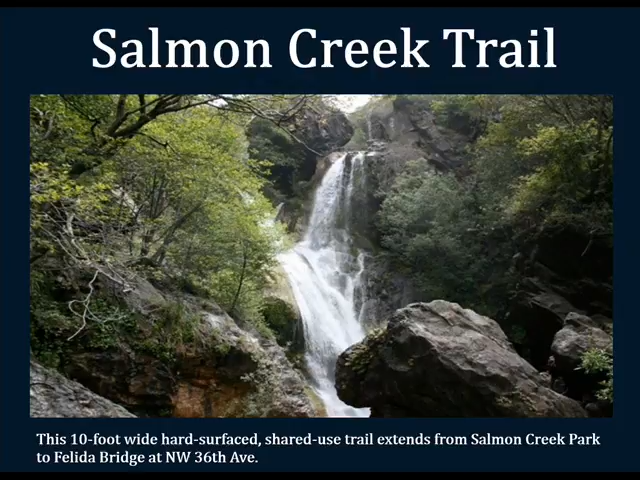 Salmon Creek Trail
This 10-foot wide hard-surfaced, shared-use trail extends from Salmon Creek Park
to Felida Bridge at NW 36th Ave.